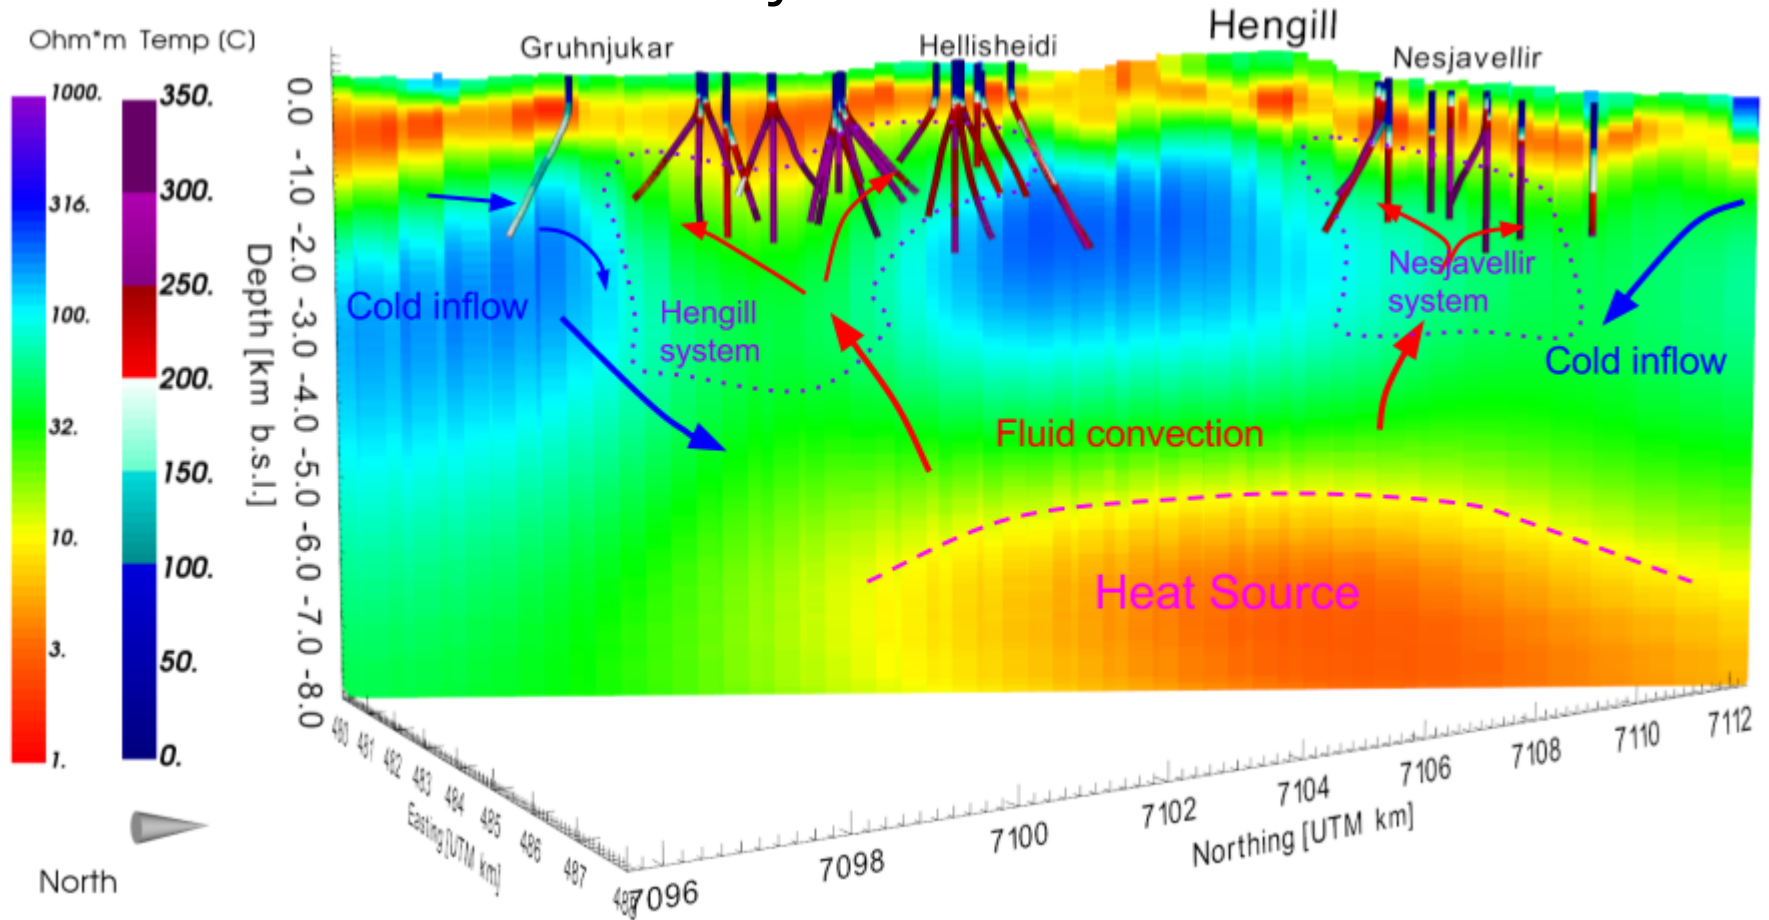 Hengill
Ohm*m Temp (C)
Gruhnjukar
Hellisheidi
Nesjavellir
1000.
316.
100.
32.
10.
3.
1.
350.
300.
250.
200.
150.
100.
50.
0.
Depth [km b.s.l.]
0.0
-1.0
-2.0
-3.0
-4.0
-5.0
-6.0
-7.0
-8.0
Cold inflow
Hengill
system
Nesjavellir
system
Cold inflow
Fluid convection
Heat Source
480
481
482
483
484
485
486
487
Easting [UTM km]
7096
7098
7100
7102
7104
7106
7108
7110
7112
Northing [UTM km]
North